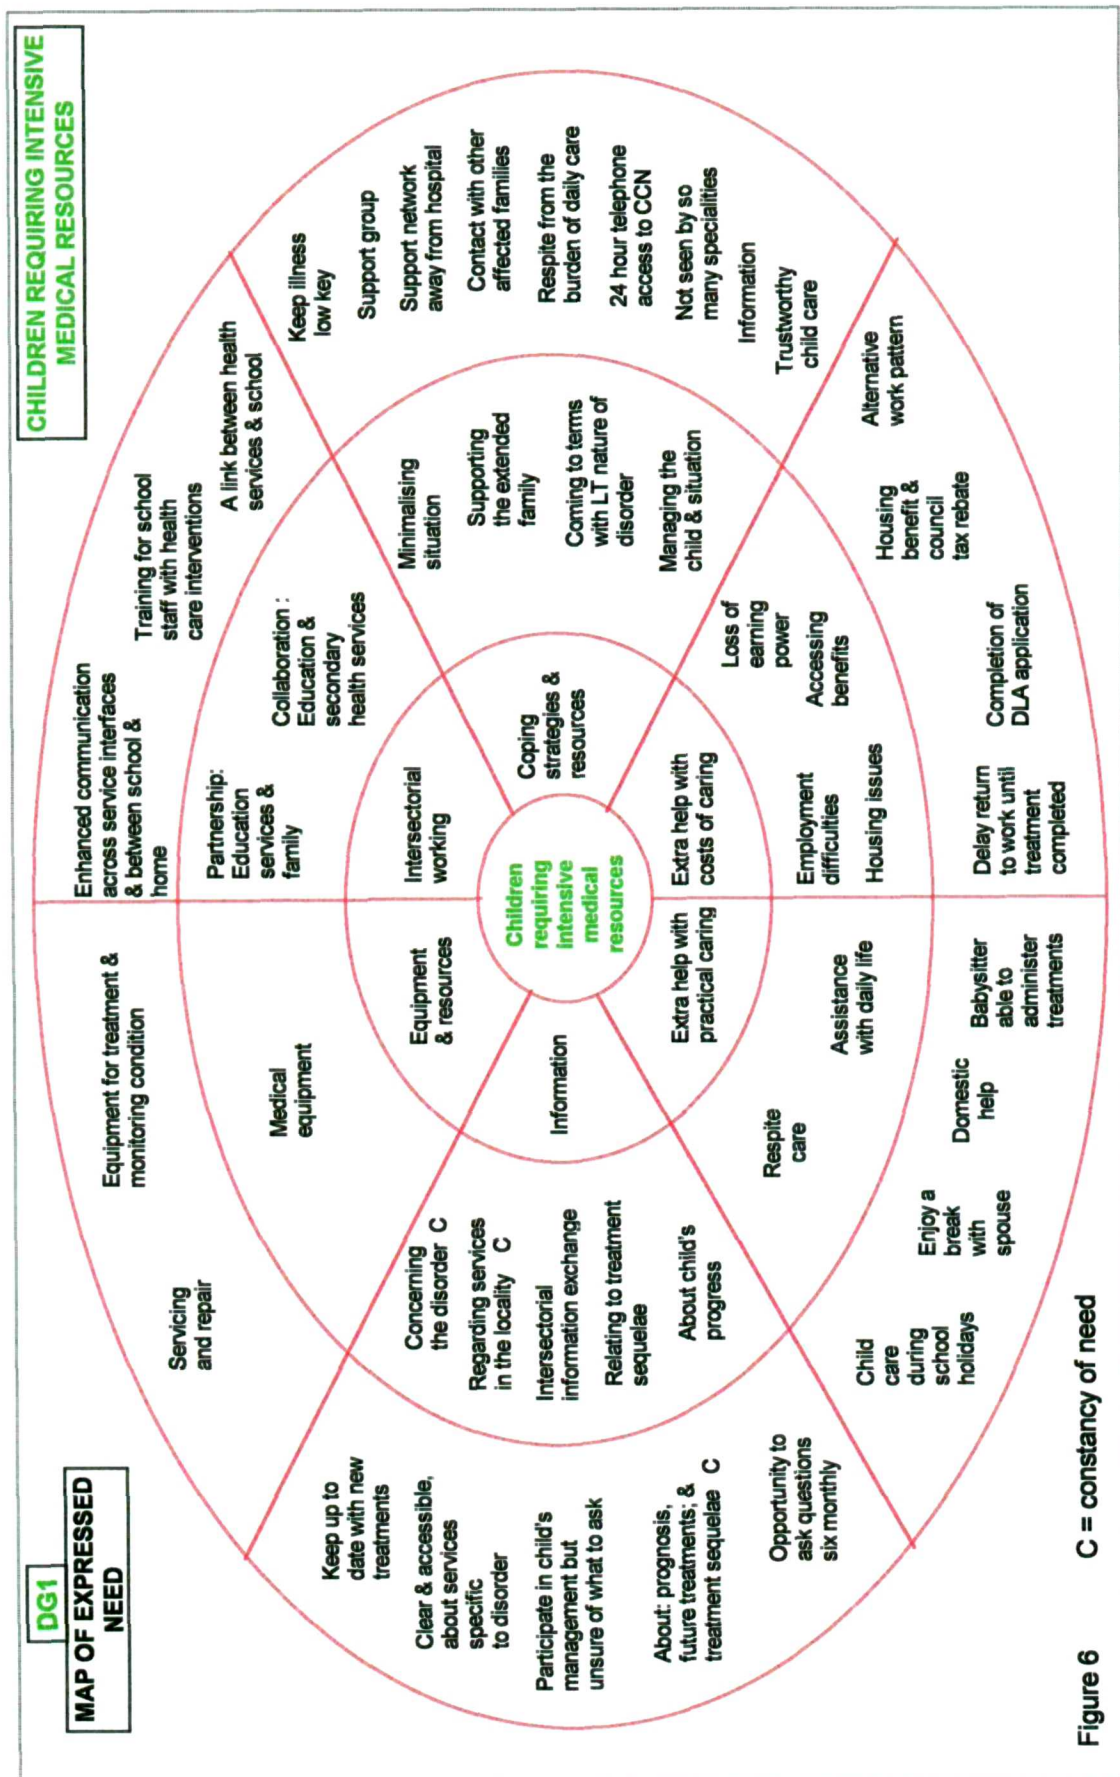 DG1
MAP OF EXPRESSED
NEED
CHILDREN REQUIRING INTENSIVE
MEDICAL RESOURCES
Children
requiring
intensive
medical
resources
Equipment
& resources
Medical
equipment
Equipment for treatment &
monitoring condition
Servicing
and repair
Intersectorial
working
Partnership:
Education
services &
family
Collaboration :
Education &
secondary
health services
Enhanced communication
across service interfaces
& between school &
home
Training for school
staff with health
care interventions
A link between health
services & school
Coping
strategies &
resources
Minimalising
situation
Supporting
the extended
family
Coming to terms
with LT nature of
disorder
Managing the
child & situation
Keep illness
low key
Support group
Support network
away from hospital
Contact with other
affected families
Respite from the
burden of daily care
24 hour telephone
access to CCN
Not seen by so
many specialities
Information
Trustworthy
child care
Extra help with
costs of caring
Loss of
earning
power
Accessing
benefits
Employment
difficulties
Housing issues
Alternative
work pattern
Housing
benefit &
council
tax rebate
Completion of
DLA application
Delay return
to work until
treatment
completed
Extra help with
practical caring
Assistance
with daily life
Respite
care
Babysitter
able to
administer
treatments
Domestic
help
Enjoy a
break
with
spouse
Child
care
during
school
holidays
Information
Concerning
the disorder C
Regarding services
in the locality C
Intersectorial
information exchange
Relating to treatment
sequelae
About child's
progress
Keep up to
date with new
treatments
Clear & accessible,
about services
specific
to disorder
Participate in child's
management but
unsure of what to ask
About: prognosis,
future treatments; &
treatment sequelae C
Opportunity to
ask questions
six monthly
Figure 6
C = constancy of need